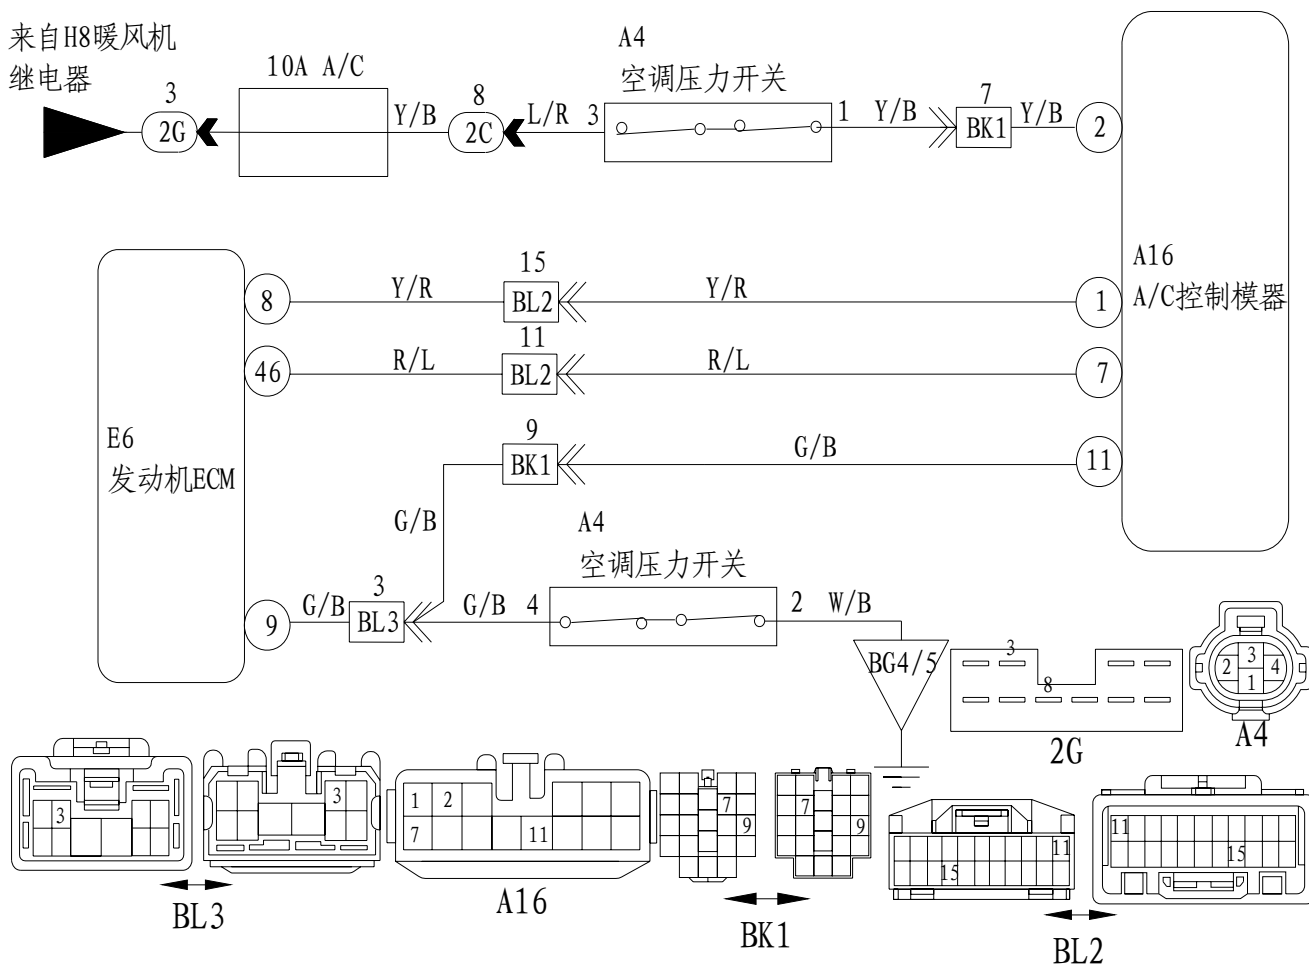 来自H8暖风机
继电器
3
2G
10A A/C
Y/B
8
2C
L/R
A4
空调压力开关
3
1
Y/B
7
BK1
Y/B
2
A16
A/C控制模器
8
Y/R
15
BL2
Y/R
1
46
R/L
11
BL2
R/L
7
E6
发动机ECM
9
BK1
G/B
11
G/B
A4
空调压力开关
9
G/B
3
BL3
G/B
4
2
W/B
BG4/5
3
8
2G
3
2
4
1
A4
3
3
BL3
1
2
7
11
A16
7
9
7
9
BK1
11
15
11
15
BL2